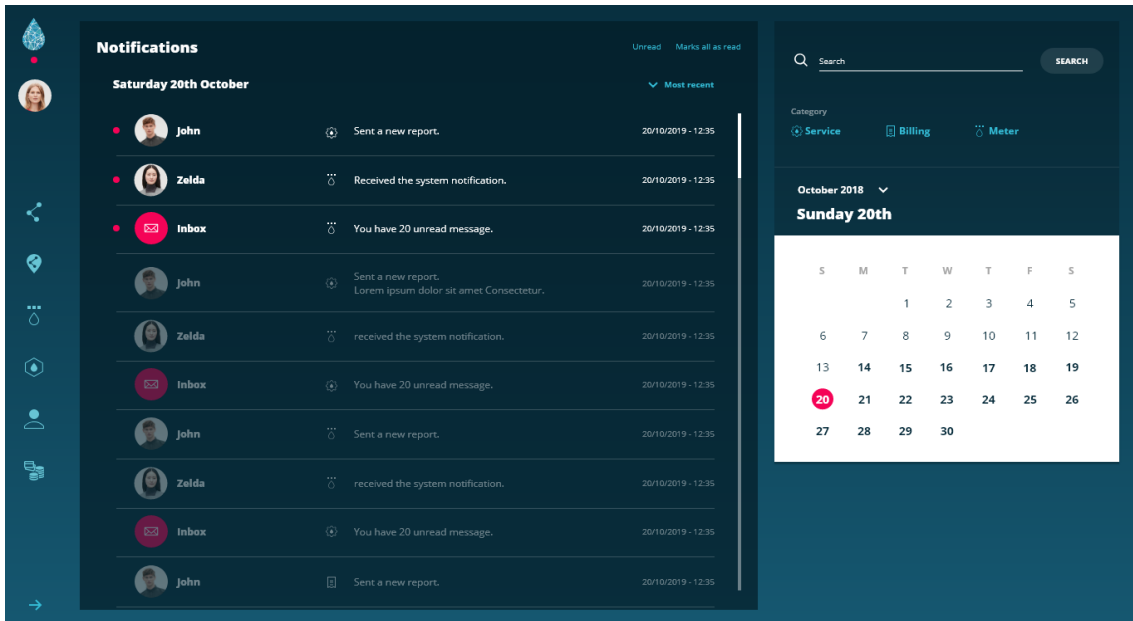 Notifications
Unread Marks all as read
Saturday 20th October
Most recent
John Sent a new report. 20/10/2019 - 12:35
Zelda Received the system notification. 20/10/2019 - 12:35
Inbox You have 20 unread message. 20/10/2019 - 12:35
John Sent a new report. 20/10/2019 - 12:35
Lorem ipsum dolor sit amet Consectetur.
Zelda received the system notification. 20/10/2019 - 12:35
Inbox You have 20 unread message. 20/10/2019 - 12:35
John Sent a new report. 20/10/2019 - 12:35
Zelda received the system notification. 20/10/2019 - 12:35
Inbox You have 20 unread message. 20/10/2019 - 12:35
John Sent a new report. 20/10/2019 - 12:35
Search SEARCH
Category
Service Billing Meter
October 2018
Sunday 20th
S M T W T F S
1 2 3 4 5
6 7 8 9 10 11 12
13 14 15 16 17 18 19
20 21 22 23 24 25 26
27 28 29 30